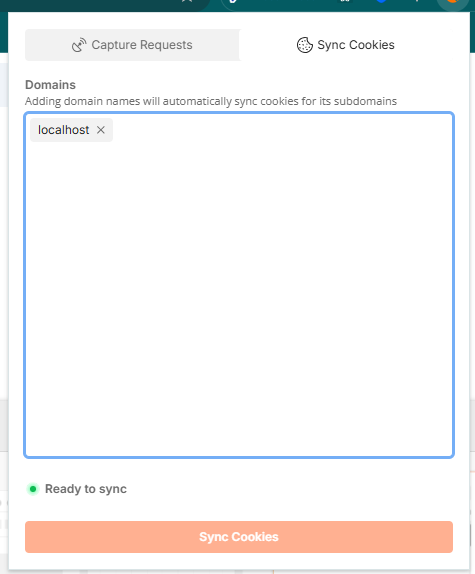 Capture Requests
Sync Cookies
Domains
Adding domain names will automatically sync cookies for its subdomains
localhost
Ready to sync
Sync Cookies